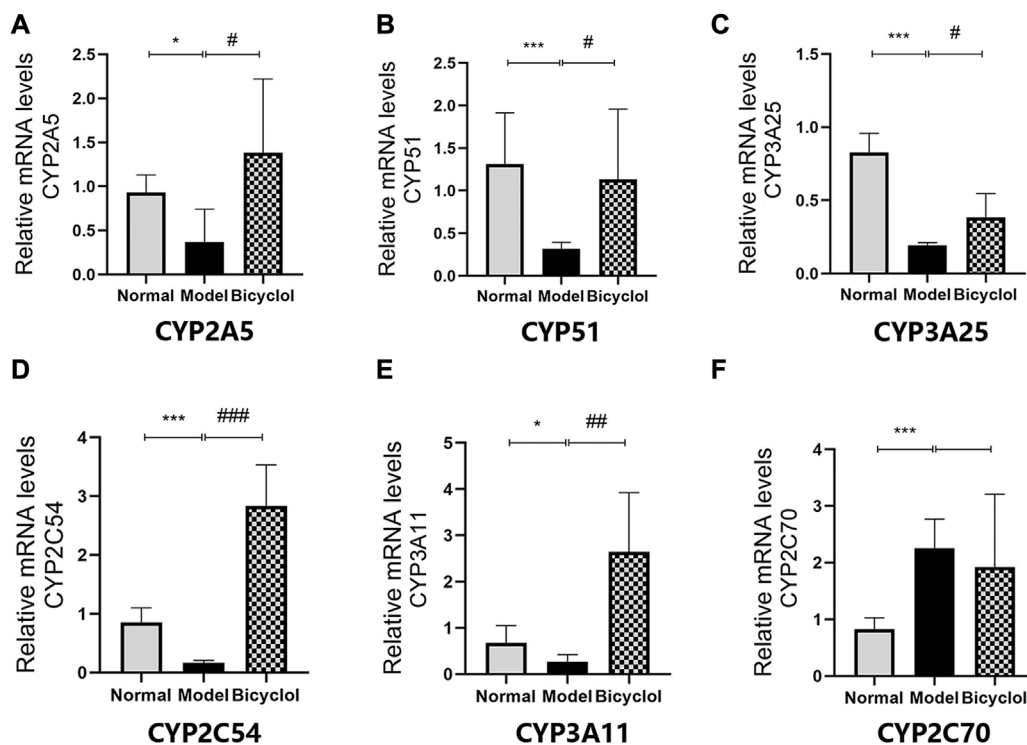 A
* #
Relative mRNA levels
CYP2A5
2.5
2.0
1.5
1.0
0.5
0.0
Normal Model Bicyclol
CYP2A5
B
*** #
Relative mRNA levels
CYP51
2.5
2.0
1.5
1.0
0.5
0.0
Normal Model Bicyclol
CYP51
C
*** #
Relative mRNA levels
CYP3A25
1.5
1.0
0.5
0.0
Normal Model Bicyclol
CYP3A25
D
*** ###
Relative mRNA levels
CYP2C54
4
3
2
1
0
Normal Model Bicyclol
CYP2C54
E
* ##
Relative mRNA levels
CYP3A11
5
4
3
2
1
0
Normal Model Bicyclol
CYP3A11
F
***
Relative mRNA levels
CYP2C70
4
3
2
1
0
Normal Model Bicyclol
CYP2C70